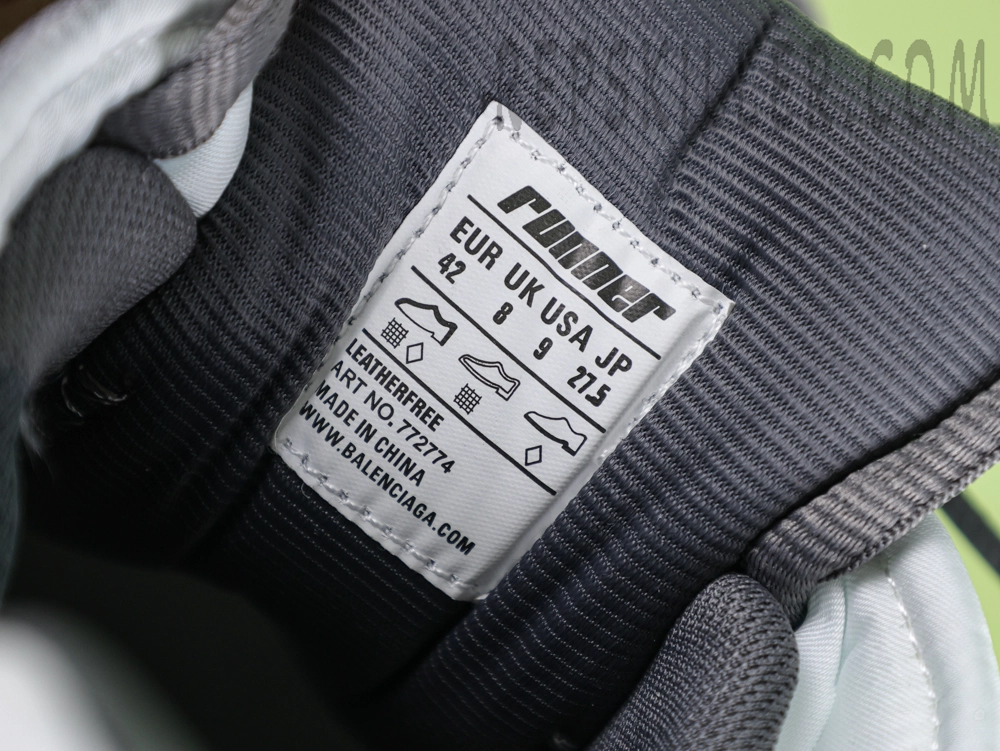 runner
EUR UK USA JP
42 8 9 27.5
LEATHERFREE
ART NO. 772774
MADE IN CHINA
WWW.BALENCIAGA.COM